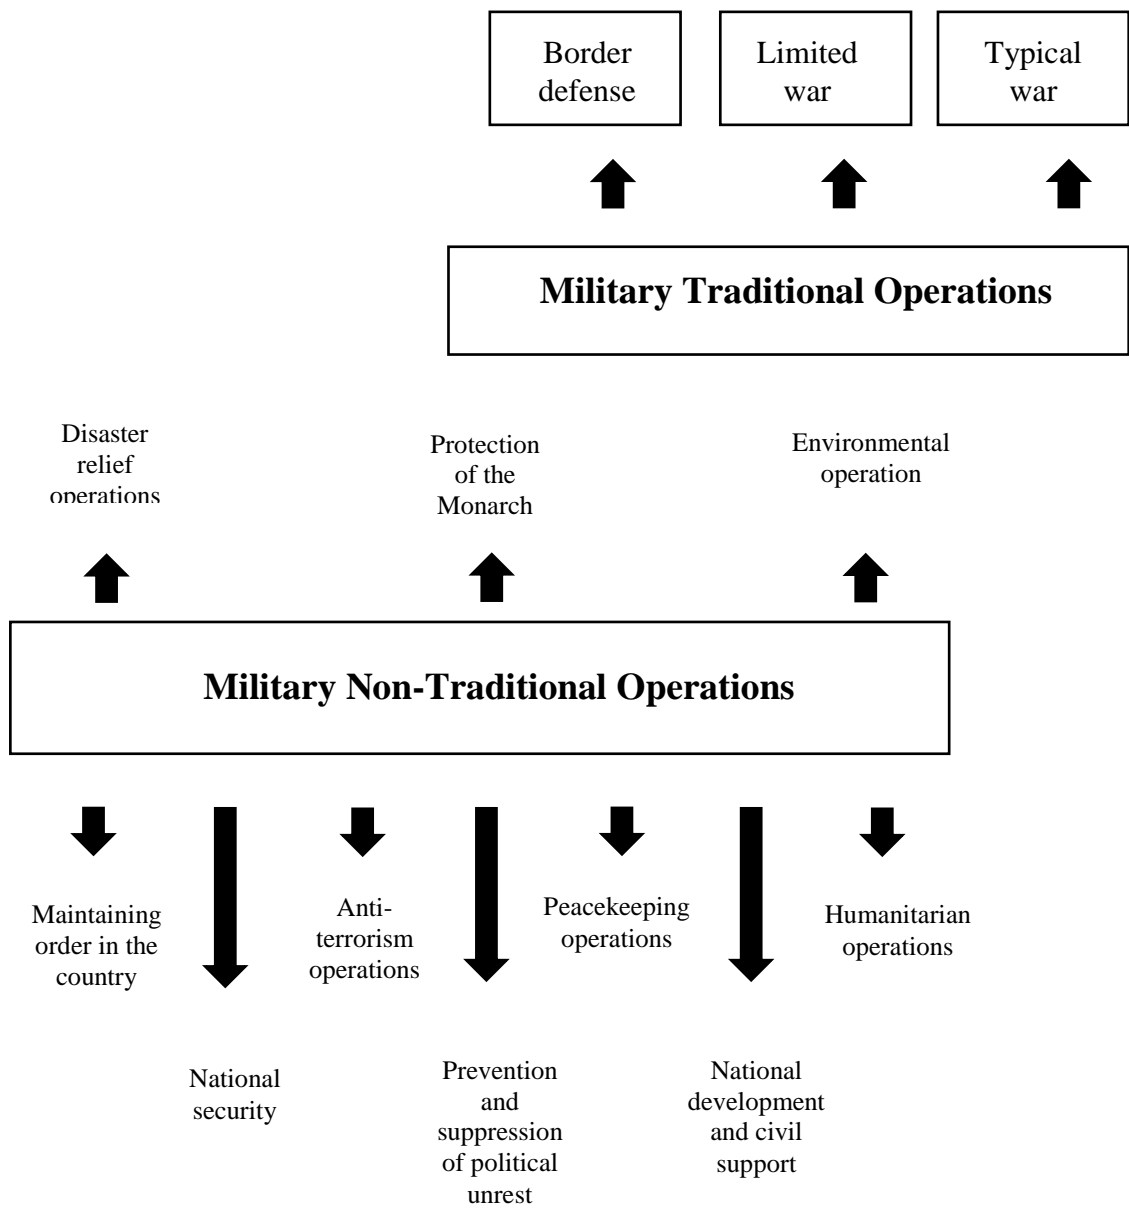 Border
defense
Limited
war
Typical
war
Military Traditional Operations
Disaster
relief
operations
Protection
of the
Monarch
Environmental
operation
Military Non-Traditional Operations
Maintaining
order in the
country
Anti-
terrorism
operations
Peacekeeping
operations
Humanitarian
operations
National
security
Prevention
and
suppression
of political
unrest
National
development
and civil
support